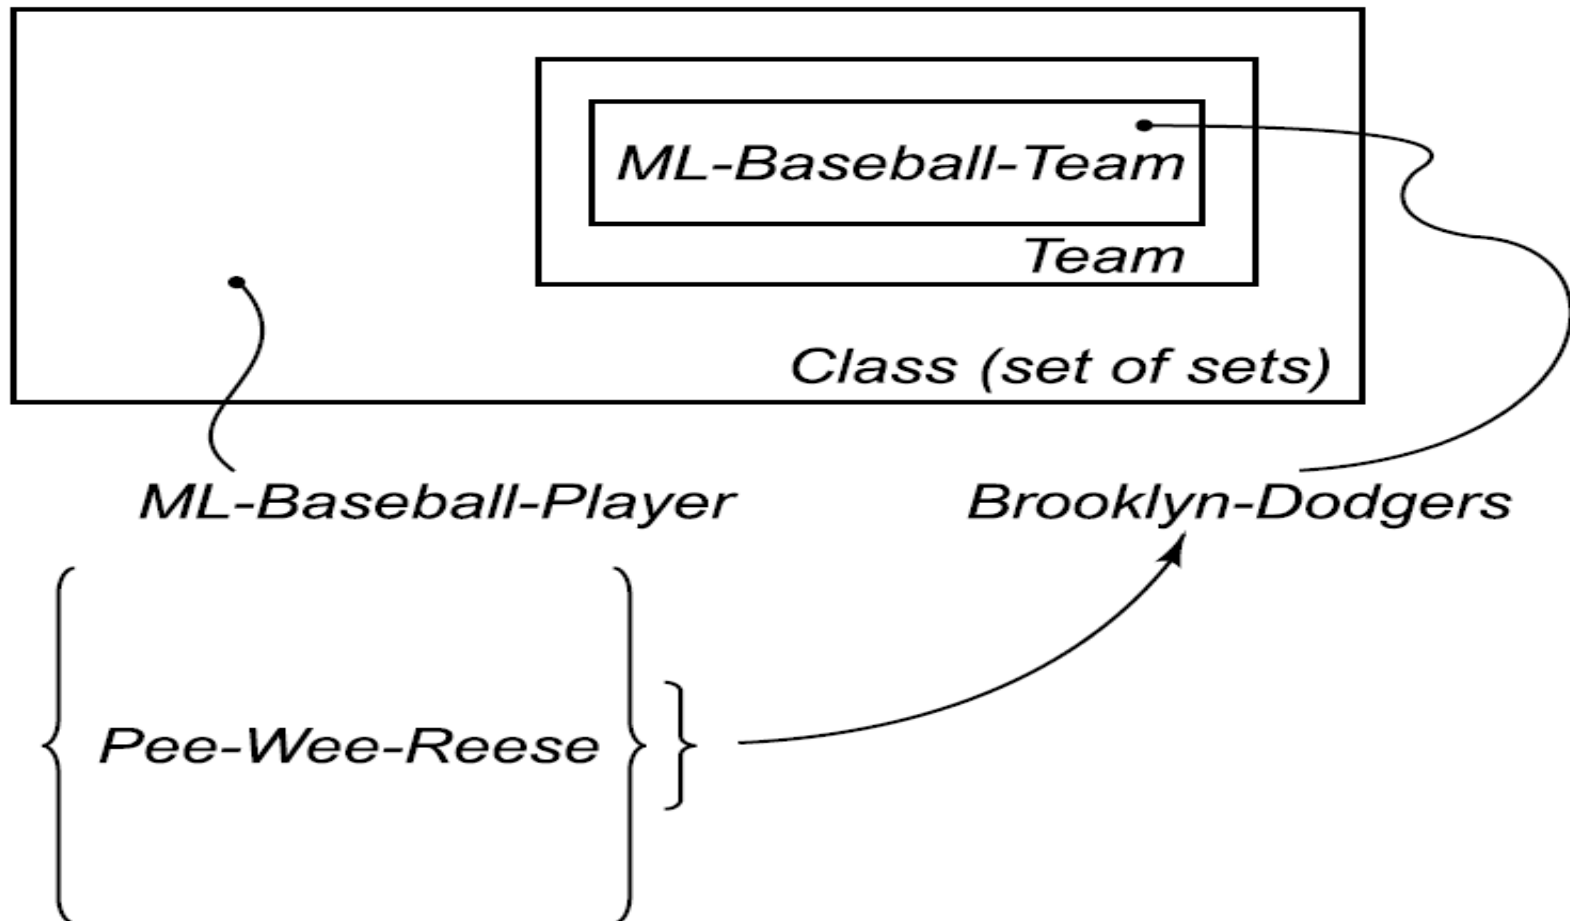 ML-Baseball-Team
Team
Class (set of sets)
ML-Baseball-Player
Brooklyn-Dodgers
Pee-Wee-Reese